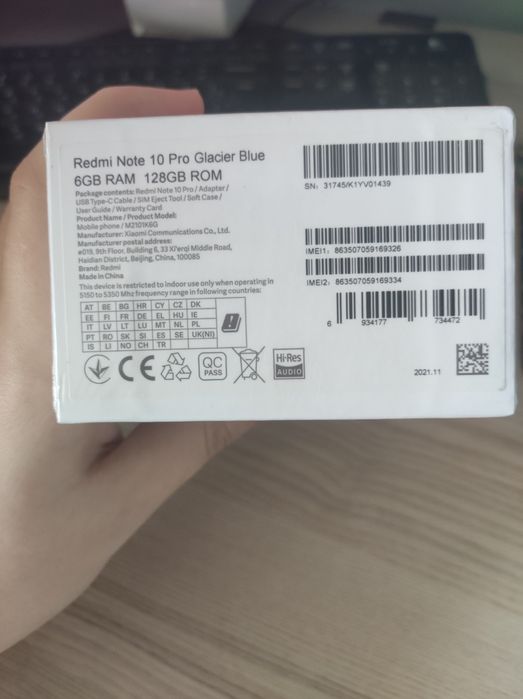 Redmi Note 10 Pro Glacier Blue
6GB RAM 128GB ROM
Package contents: Redmi Note 10 Pro / Adapter /
USB Type-C Cable / SIM Eject Tool / Soft Case /
User Guide / Warranty Card
Product Name / Product Model:
Mobile phone / M2101K6G
Manufacturer: Xiaomi Communications Co., Ltd.
Manufacturer postal address:
#019, 9th Floor, Building 6, 33 Xi'erqi Middle Road,
Haidian District, Beijing, China, 100085
Brand: Redmi
Made in China
This device is restricted to indoor use only when operating in
5150 to 5350 Mhz frequency range in following countries:
AT BE BG HR CY CZ DK
EE FI FR DE EL HU IE
IT LV LT LU MT NL PL
PT RO SK SI ES SE UK(NI)
IS LI NO CH TR
CE
QC
PASS
Hi-Res
AUDIO
SN: 31745/K1YV01439
IMEI1: 863507059169326
IMEI2: 863507059169334
6 934177 734472
2021.11